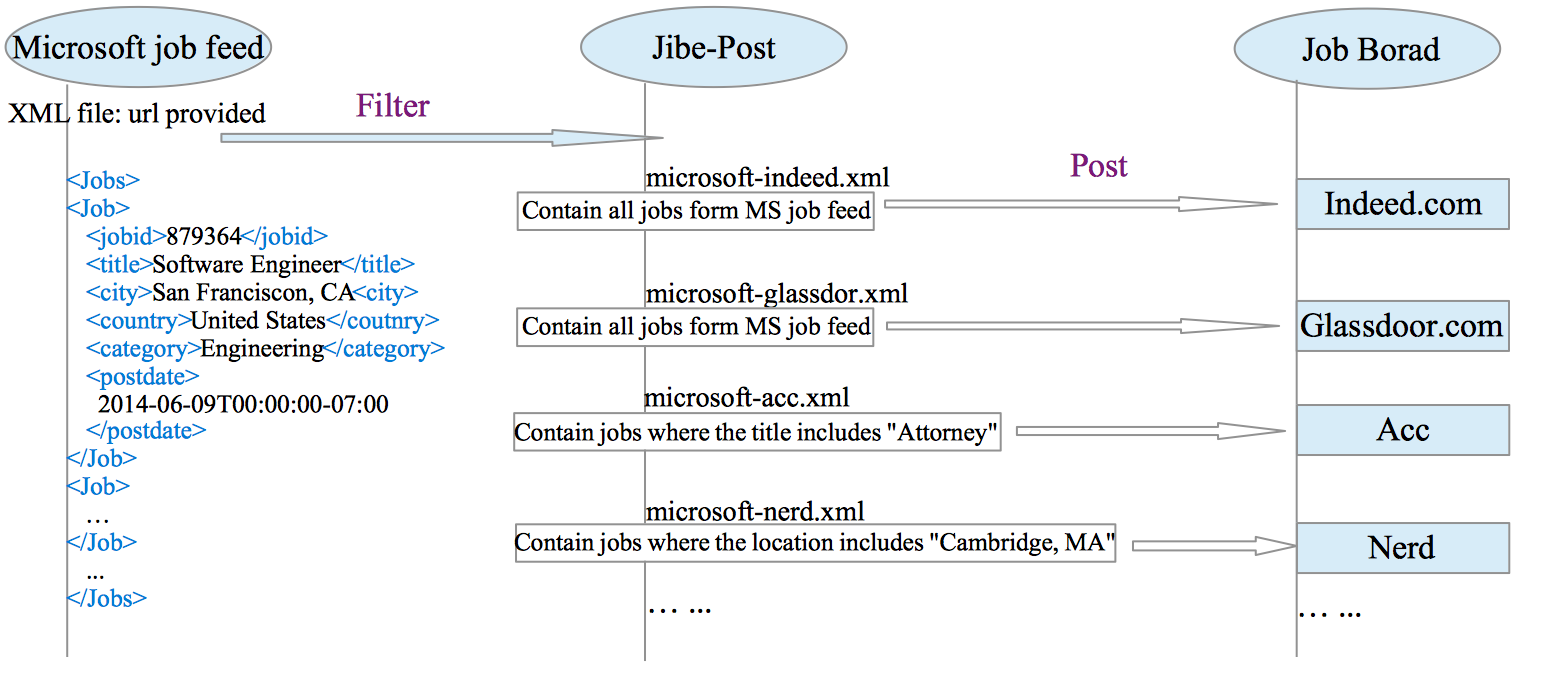 Microsoft job feed
Jibe-Post
Job Borad
XML file: url provided
Filter
Post
<Jobs>
<Job>
<jobid>879364</jobid>
<title>Software Engineer</title>
<city>San Franciscon, CA<city>
<country>United States</coutnry>
<category>Engineering</category>
<postdate>
2014-06-09T00:00:00-07:00
</postdate>
</Job>
<Job>
...
</Job>
...
</Jobs>
microsoft-indeed.xml
Contain all jobs form MS job feed
microsoft-glassdor.xml
Contain all jobs form MS job feed
microsoft-acc.xml
Contain jobs where the title includes "Attorney"
microsoft-nerd.xml
Contain jobs where the location includes "Cambridge, MA"
... ...
Indeed.com
Glassdoor.com
Acc
Nerd
... ...